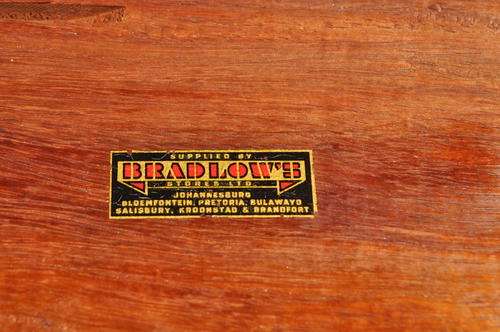 SUPPLIED BY
BRADLOW'S
STORES LTD.
JOHANNESBURG
BLOEMFONTEIN, PRETORIA, BULAWAYO
SALISBURY, KROONSTAD & BRANDFORT